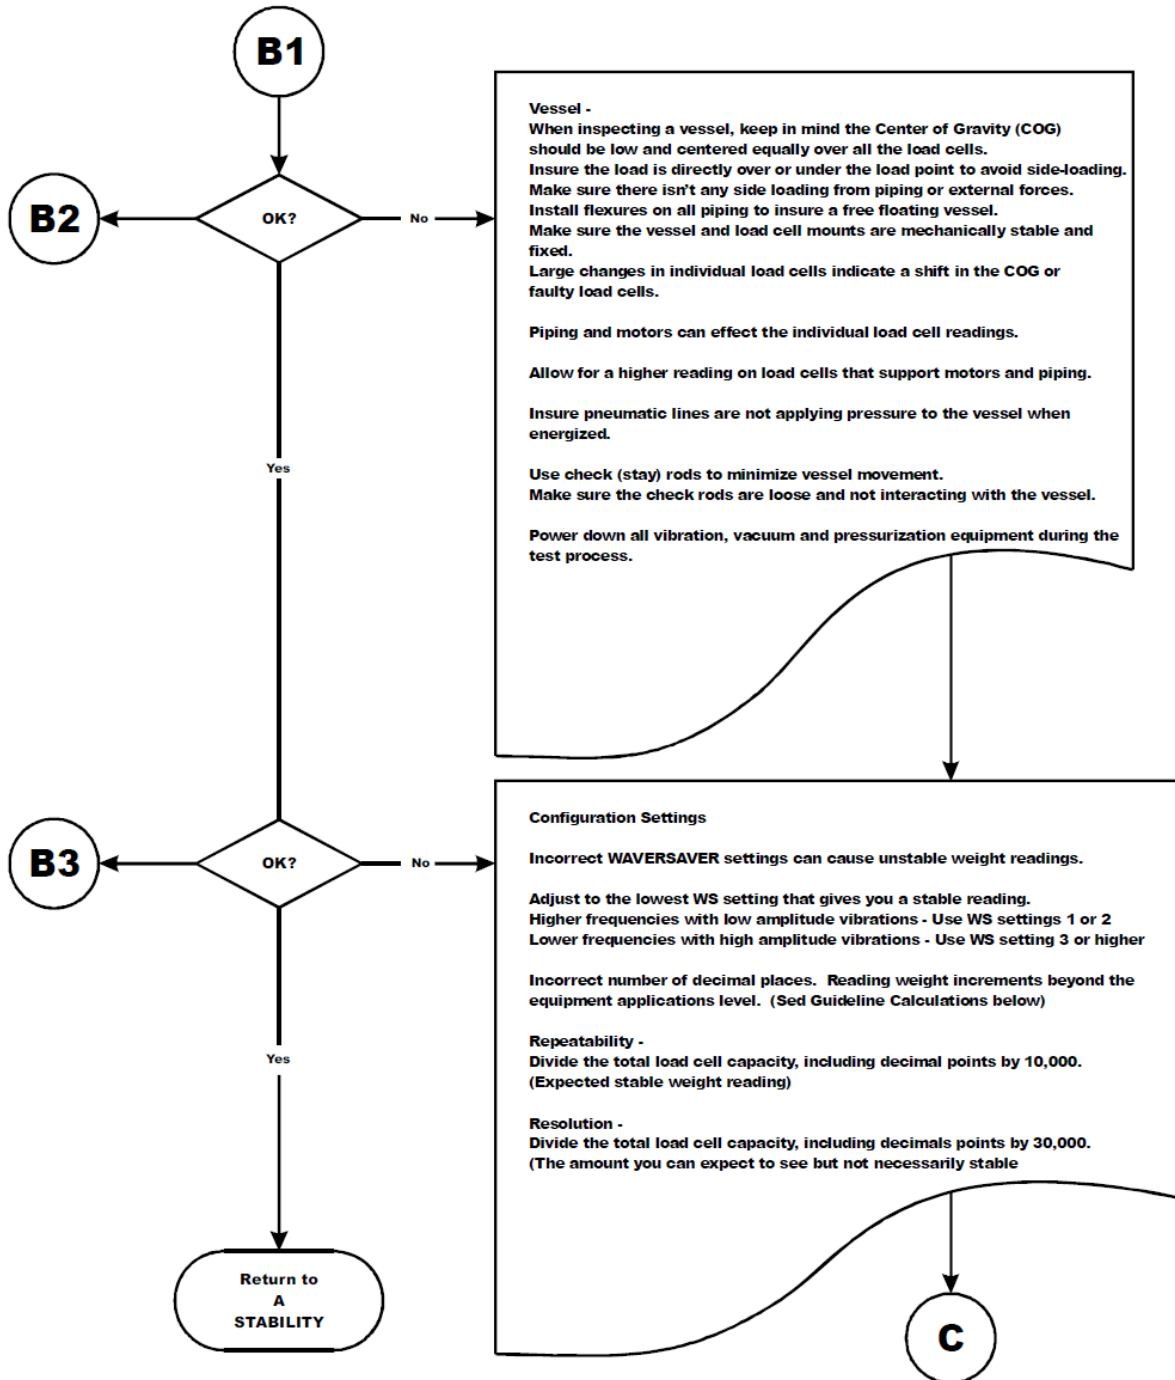 B1
Vessel -
When inspecting a vessel, keep in mind the Center of Gravity (COG)
should be low and centered equally over all the load cells.
Insure the load is directly over or under the load point to avoid side-loading.
Make sure there isn't any side loading from piping or external forces.
Install flexures on all piping to insure a free floating vessel.
Make sure the vessel and load cell mounts are mechanically stable and
fixed.
Large changes in individual load cells indicate a shift in the COG or
faulty load cells.
Piping and motors can effect the individual load cell readings.
Allow for a higher reading on load cells that support motors and piping.
Insure pneumatic lines are not applying pressure to the vessel when
energized.
Use check (stay) rods to minimize vessel movement.
Make sure the check rods are loose and not interacting with the vessel.
Power down all vibration, vacuum and pressurization equipment during the
test process.
B2
OK?
No
Yes
B3
OK?
No
Configuration Settings
Incorrect WAVERSAVER settings can cause unstable weight readings.
Adjust to the lowest WS setting that gives you a stable reading.
Higher frequencies with low amplitude vibrations - Use WS settings 1 or 2
Lower frequencies with high amplitude vibrations - Use WS setting 3 or higher
Incorrect number of decimal places.  Reading weight increments beyond the
equipment applications level.  (Sed Guideline Calculations below)
Repeatability -
Divide the total load cell capacity, including decimal points by 10,000.
(Expected stable weight reading)
Resolution -
Divide the total load cell capacity, including decimals points by 30,000.
(The amount you can expect to see but not necessarily stable
Yes
Return to
A
STABILITY
C